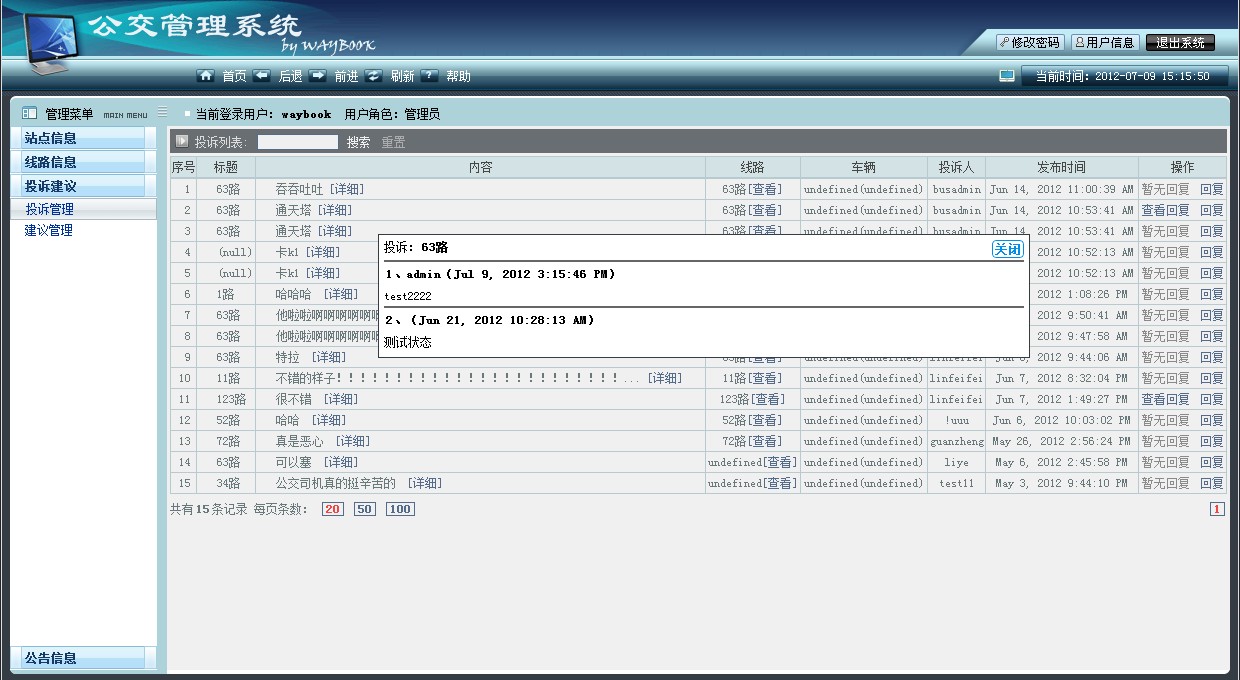 公交管理系统
by WAYBOOK
修改密码 用户信息 退出系统
首页 后退 前进 刷新 ? 帮助
当前时间：2012-07-09 15:15:50
管理菜单 MAIN MENU
当前登录用户：waybook 用户角色：管理员
站点信息
线路信息
投诉建议
投诉管理
建议管理
公告信息
投诉列表： 搜索 重置
序号 标题 内容 线路 车辆 投诉人 发布时间 操作
1 63路 吞吞吐吐 [详细] 63路[查看] undefined(undefined) busadmin Jun 14, 2012 11:00:39 AM 暂无回复 回复
2 63路 通天塔 [详细] 63路[查看] undefined(undefined) busadmin Jun 14, 2012 10:53:41 AM 查看回复 回复
3 63路 通天塔 [详细] 63路[查看] undefined(undefined) busadmin Jun 14, 2012 10:53:41 AM 暂无回复 回复
4 (null) 卡kl [详细] 2012 10:52:13 AM 暂无回复 回复
5 (null) 卡kl [详细] 2012 10:52:13 AM 暂无回复 回复
6 1路 哈哈哈 [详细] 2012 1:08:26 PM 暂无回复 回复
7 63路 他啦啦啊啊啊啊啊 2012 9:50:41 AM 暂无回复 回复
8 63路 他啦啦啊啊啊啊啊 2012 9:47:58 AM 暂无回复 回复
9 63路 特拉 [详细] 63路[查看] undefined(undefined) linfeifei 2012 9:44:06 AM 暂无回复 回复
10 11路 不错的样子！！！！！！！！！！！！！！！！！！！！！！！！... [详细] 11路[查看] undefined(undefined) linfeifei Jun 7, 2012 8:32:04 PM 暂无回复 回复
11 123路 很不错 [详细] 123路[查看] undefined(undefined) linfeifei Jun 7, 2012 1:49:27 PM 查看回复 回复
12 52路 哈哈 [详细] 52路[查看] undefined(undefined) !uuu Jun 6, 2012 10:03:02 PM 暂无回复 回复
13 72路 真是恶心 [详细] 72路[查看] undefined(undefined) guanzheng May 26, 2012 2:56:24 PM 暂无回复 回复
14 63路 可以塞 [详细] undefined[查看] undefined(undefined) liye May 6, 2012 2:45:58 PM 暂无回复 回复
15 34路 公交司机真的挺辛苦的 [详细] undefined[查看] undefined(undefined) test11 May 3, 2012 9:44:10 PM 暂无回复 回复
投诉：63路 关闭
1、admin (Jul 9, 2012 3:15:46 PM)
test2222
2、 (Jun 21, 2012 10:28:13 AM)
测试状态
共有15条记录 每页条数： 20 50 100 1